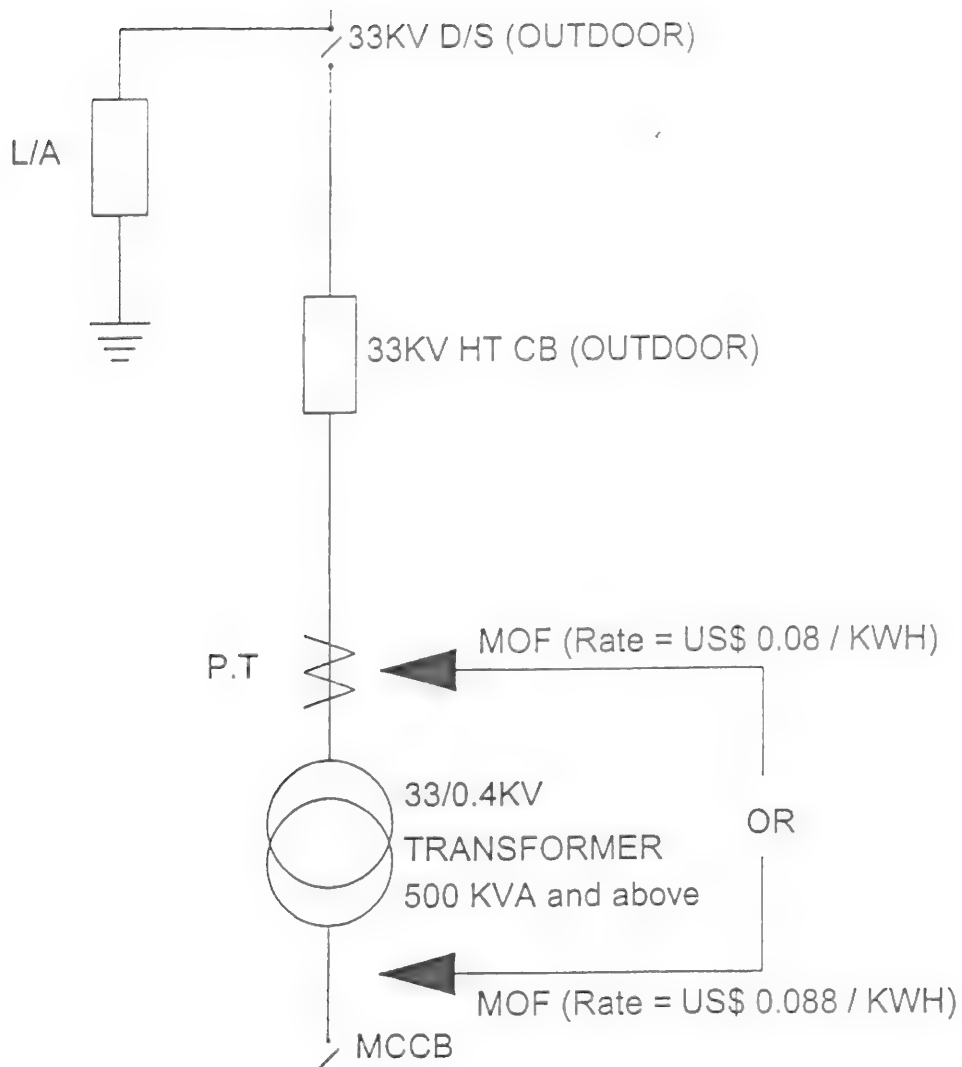 33KV D/S (OUTDOOR)
L/A
33KV HT CB (OUTDOOR)
MOF (Rate = US$ 0.08 / KWH)
P.T
33/0.4KV
TRANSFORMER
500 KVA and above
OR
MOF (Rate = US$ 0.088 / KWH)
MCCB